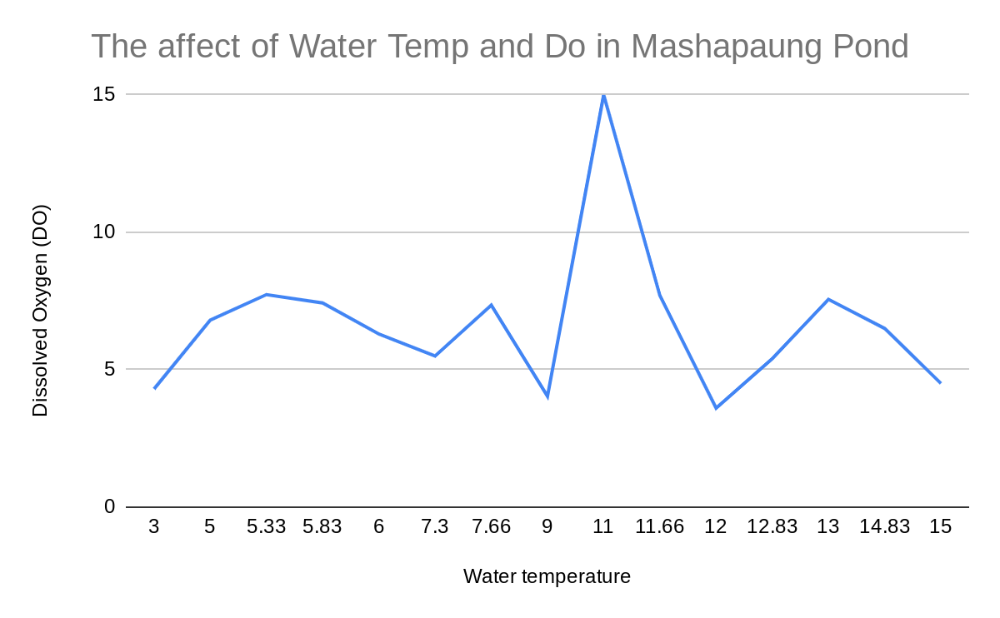 The affect of Water Temp and Do in Mashapaung Pond
15
10
5
0
Dissolved Oxygen (DO)
3 5 5.33 5.83 6 7.3 7.66 9 11 11.66 12 12.83 13 14.83 15
Water temperature